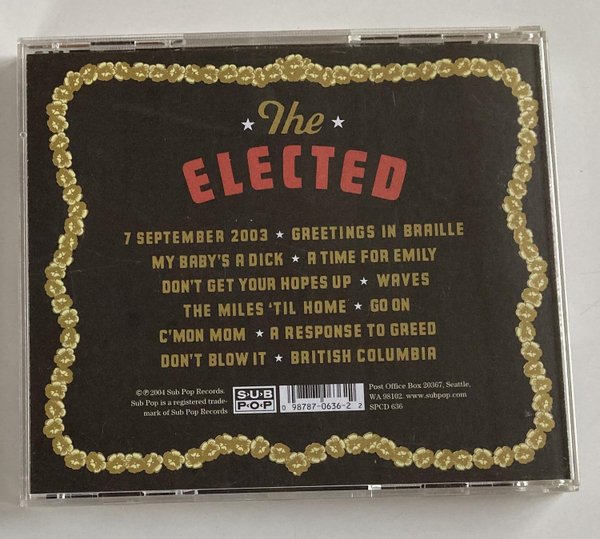 The
ELECTED
7 SEPTEMBER 2003 ★ GREETINGS IN BRAILLE
MY BABY'S A DICK ★ A TIME FOR EMILY
DON'T GET YOUR HOPES UP ★ WAVES
THE MILES 'TIL HOME ★ GO ON
C'MON MOM ★ A RESPONSE TO GREED
DON'T BLOW IT ★ BRITISH COLUMBIA
©℗2004 Sub Pop Records.
Sub Pop is a registered trade-
mark of Sub Pop Records
SUB
POP
0 98787-0636-2 2
Post Office Box 20367, Seattle,
WA 98102. www.subpop.com
SPCD 636